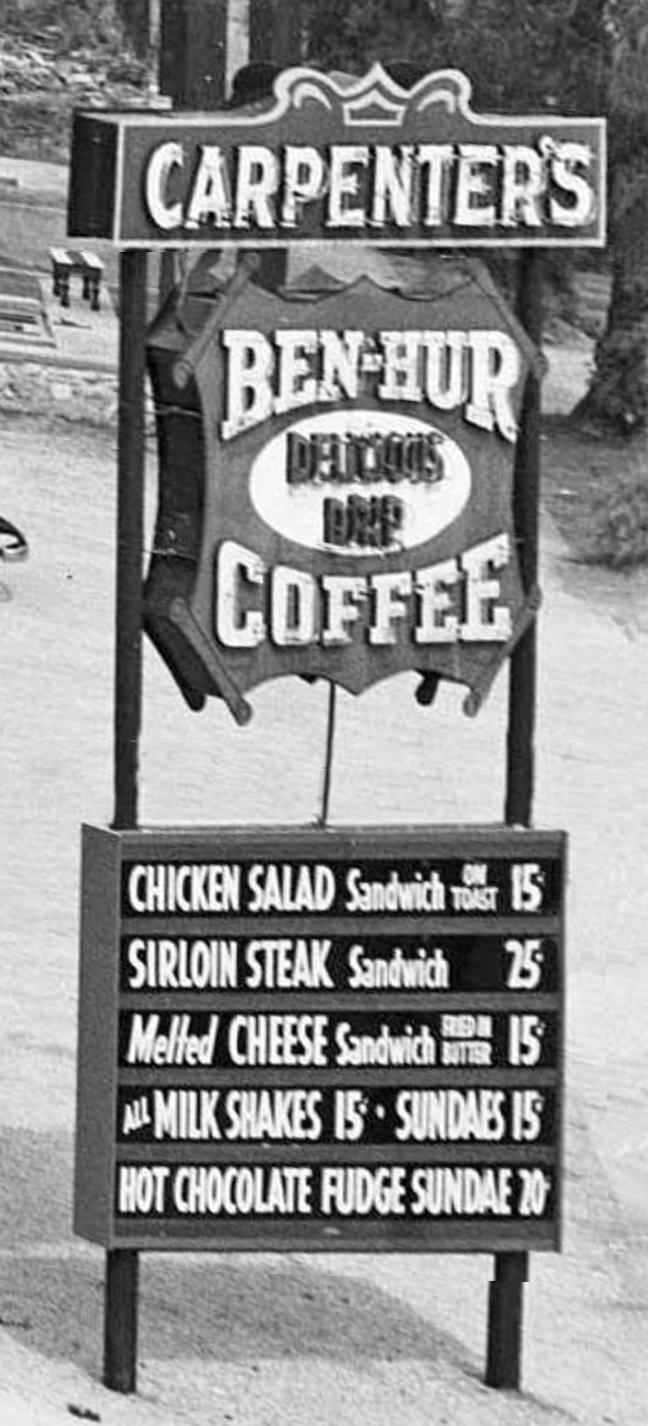 CARPENTER'S
BEN-HUR
DELICIOUS
DRIP
COFFEE
CHICKEN SALAD Sandwich ON TOAST 15¢
SIRLOIN STEAK Sandwich 25¢
Melted CHEESE Sandwich FRIED IN BUTTER 15¢
ALL MILK SHAKES 15¢ · SUNDAES 15¢
HOT CHOCOLATE FUDGE SUNDAE 20¢